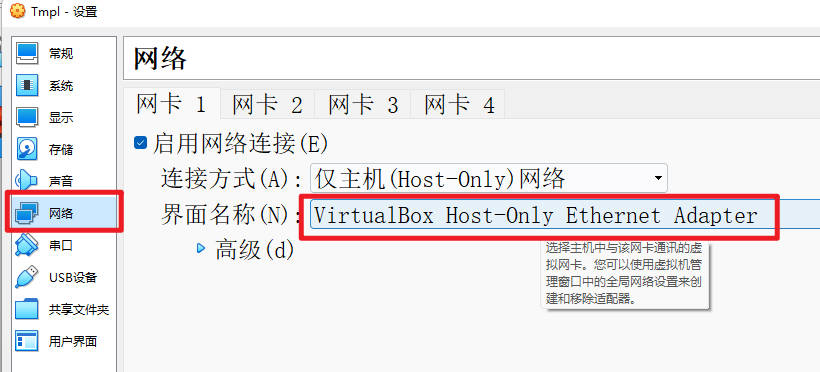 Tmpl - 设置
常规
系统
显示
存储
声音
网络
串口
USB设备
共享文件夹
用户界面
网络
网卡 1 网卡 2 网卡 3 网卡 4
启用网络连接(E)
连接方式(A): 仅主机(Host-Only)网络
界面名称(N): VirtualBox Host-Only Ethernet Adapter
高级(d)
选择主机中与该网卡通讯的虚
拟网卡。您可以使用虚拟机管
理窗口中的全局网络设置来创
建和移除适配器。